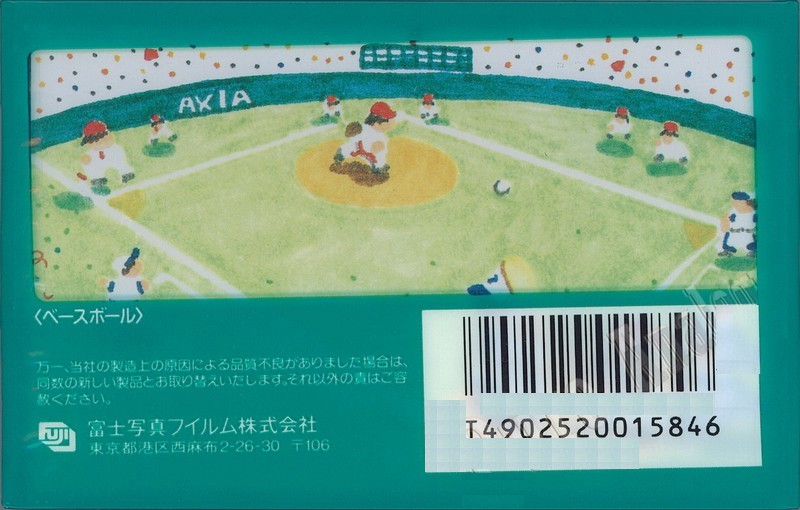 AXIA
〈ベースボール〉
万一、当社の製造上の原因による品質不良がありました場合は、
同数の新しい製品とお取り替えいたします。それ以外の責はご容
赦ください。
FUJI
富士写真フイルム株式会社
東京都港区西麻布2-26-30 〒106
T4902520015846